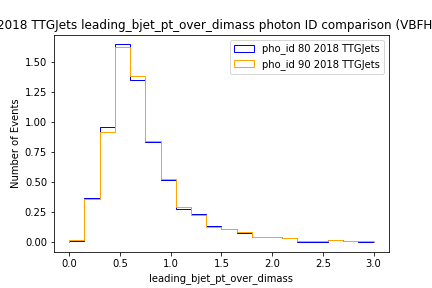 2018 TTGJets leading_bjet_pt_over_dimass photon ID comparison (VBFH
pho_id 80 2018 TTGJets
pho_id 90 2018 TTGJets
Number of Events
1.50
1.25
1.00
0.75
0.50
0.25
0.00
0.0 0.5 1.0 1.5 2.0 2.5 3.0
leading_bjet_pt_over_dimass